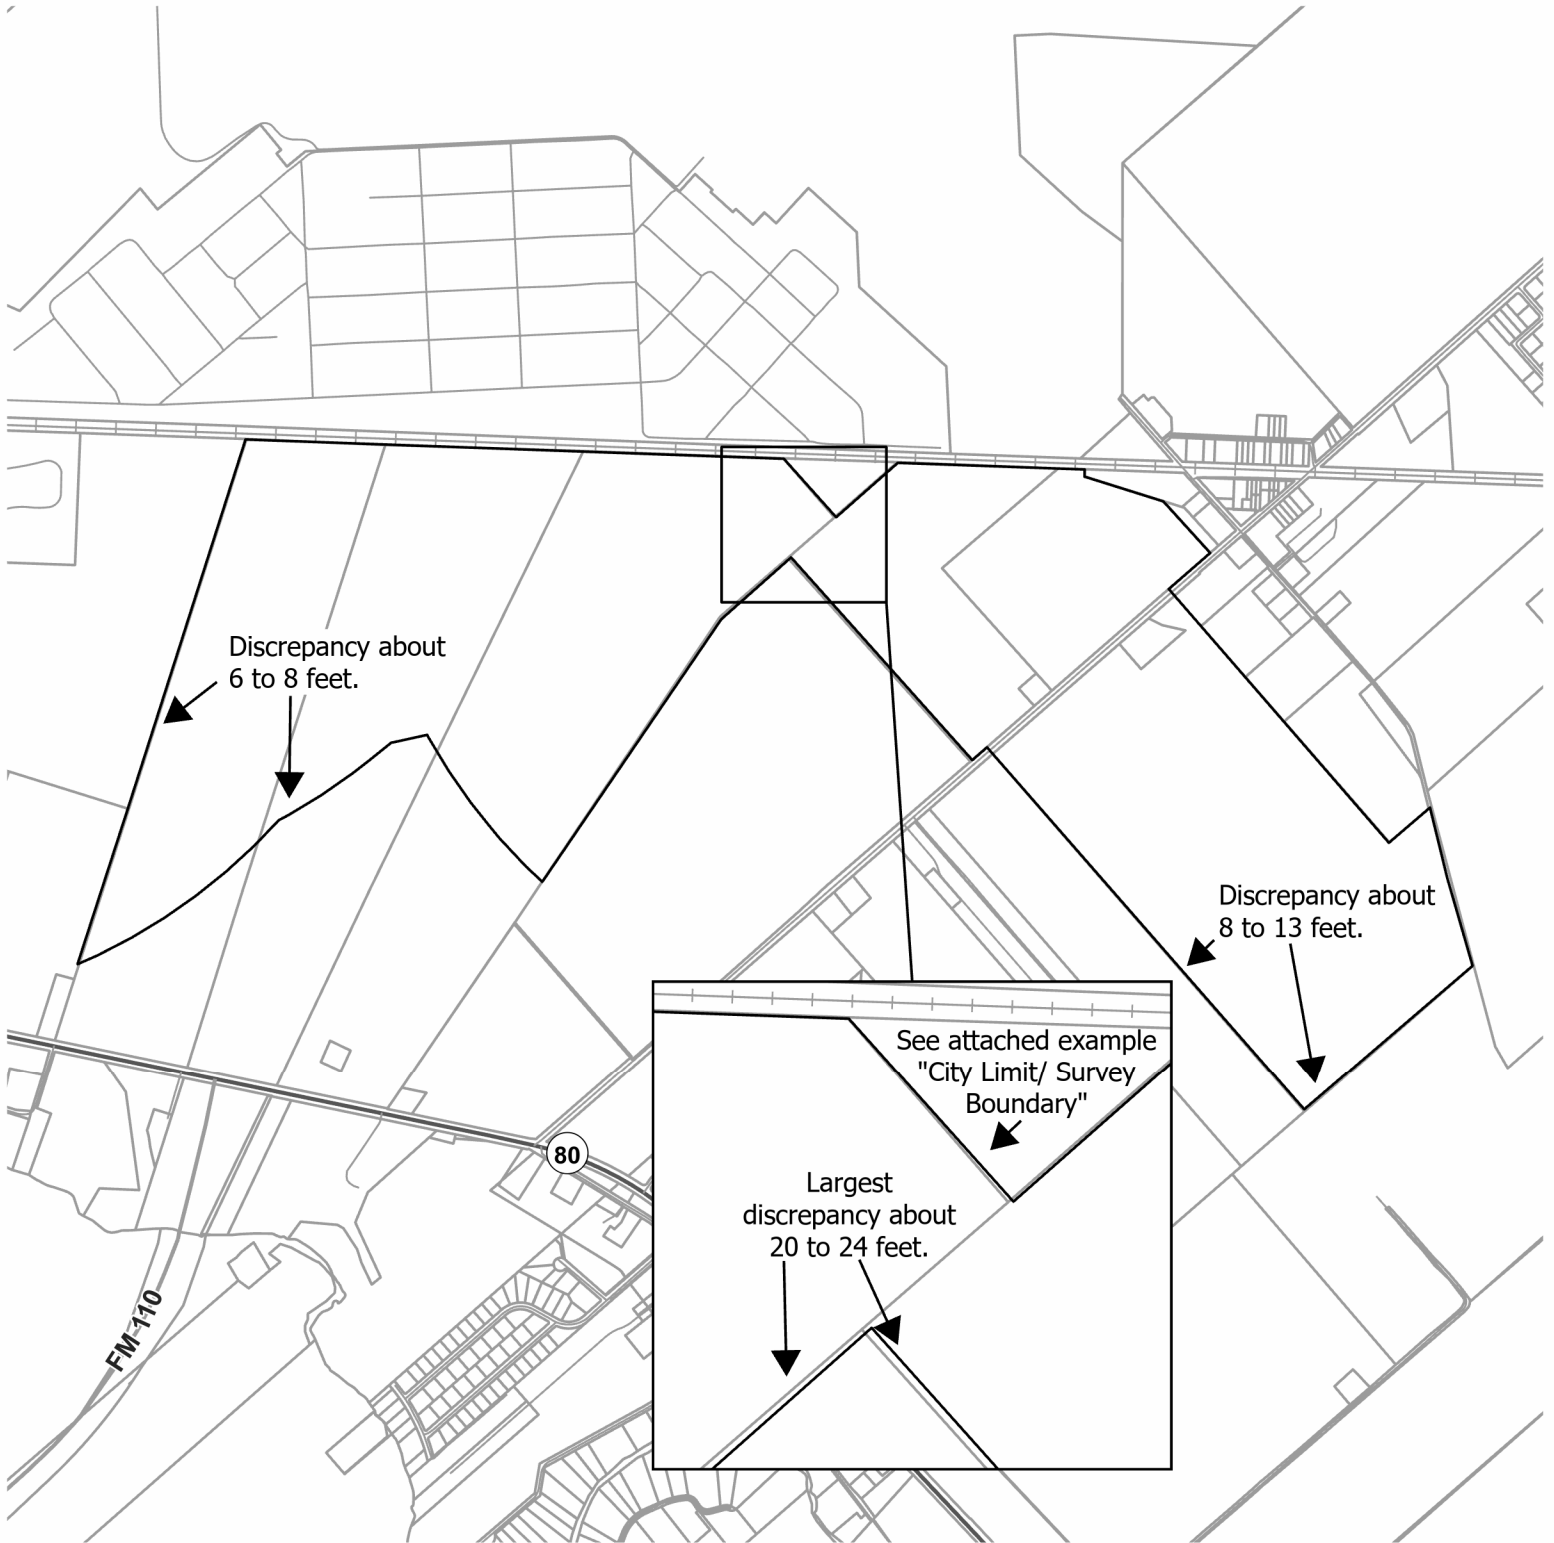 Discrepancy about
6 to 8 feet.
Discrepancy about
8 to 13 feet.
See attached example
"City Limit/ Survey
Boundary"
80
Largest
discrepancy about
20 to 24 feet.
FM-110